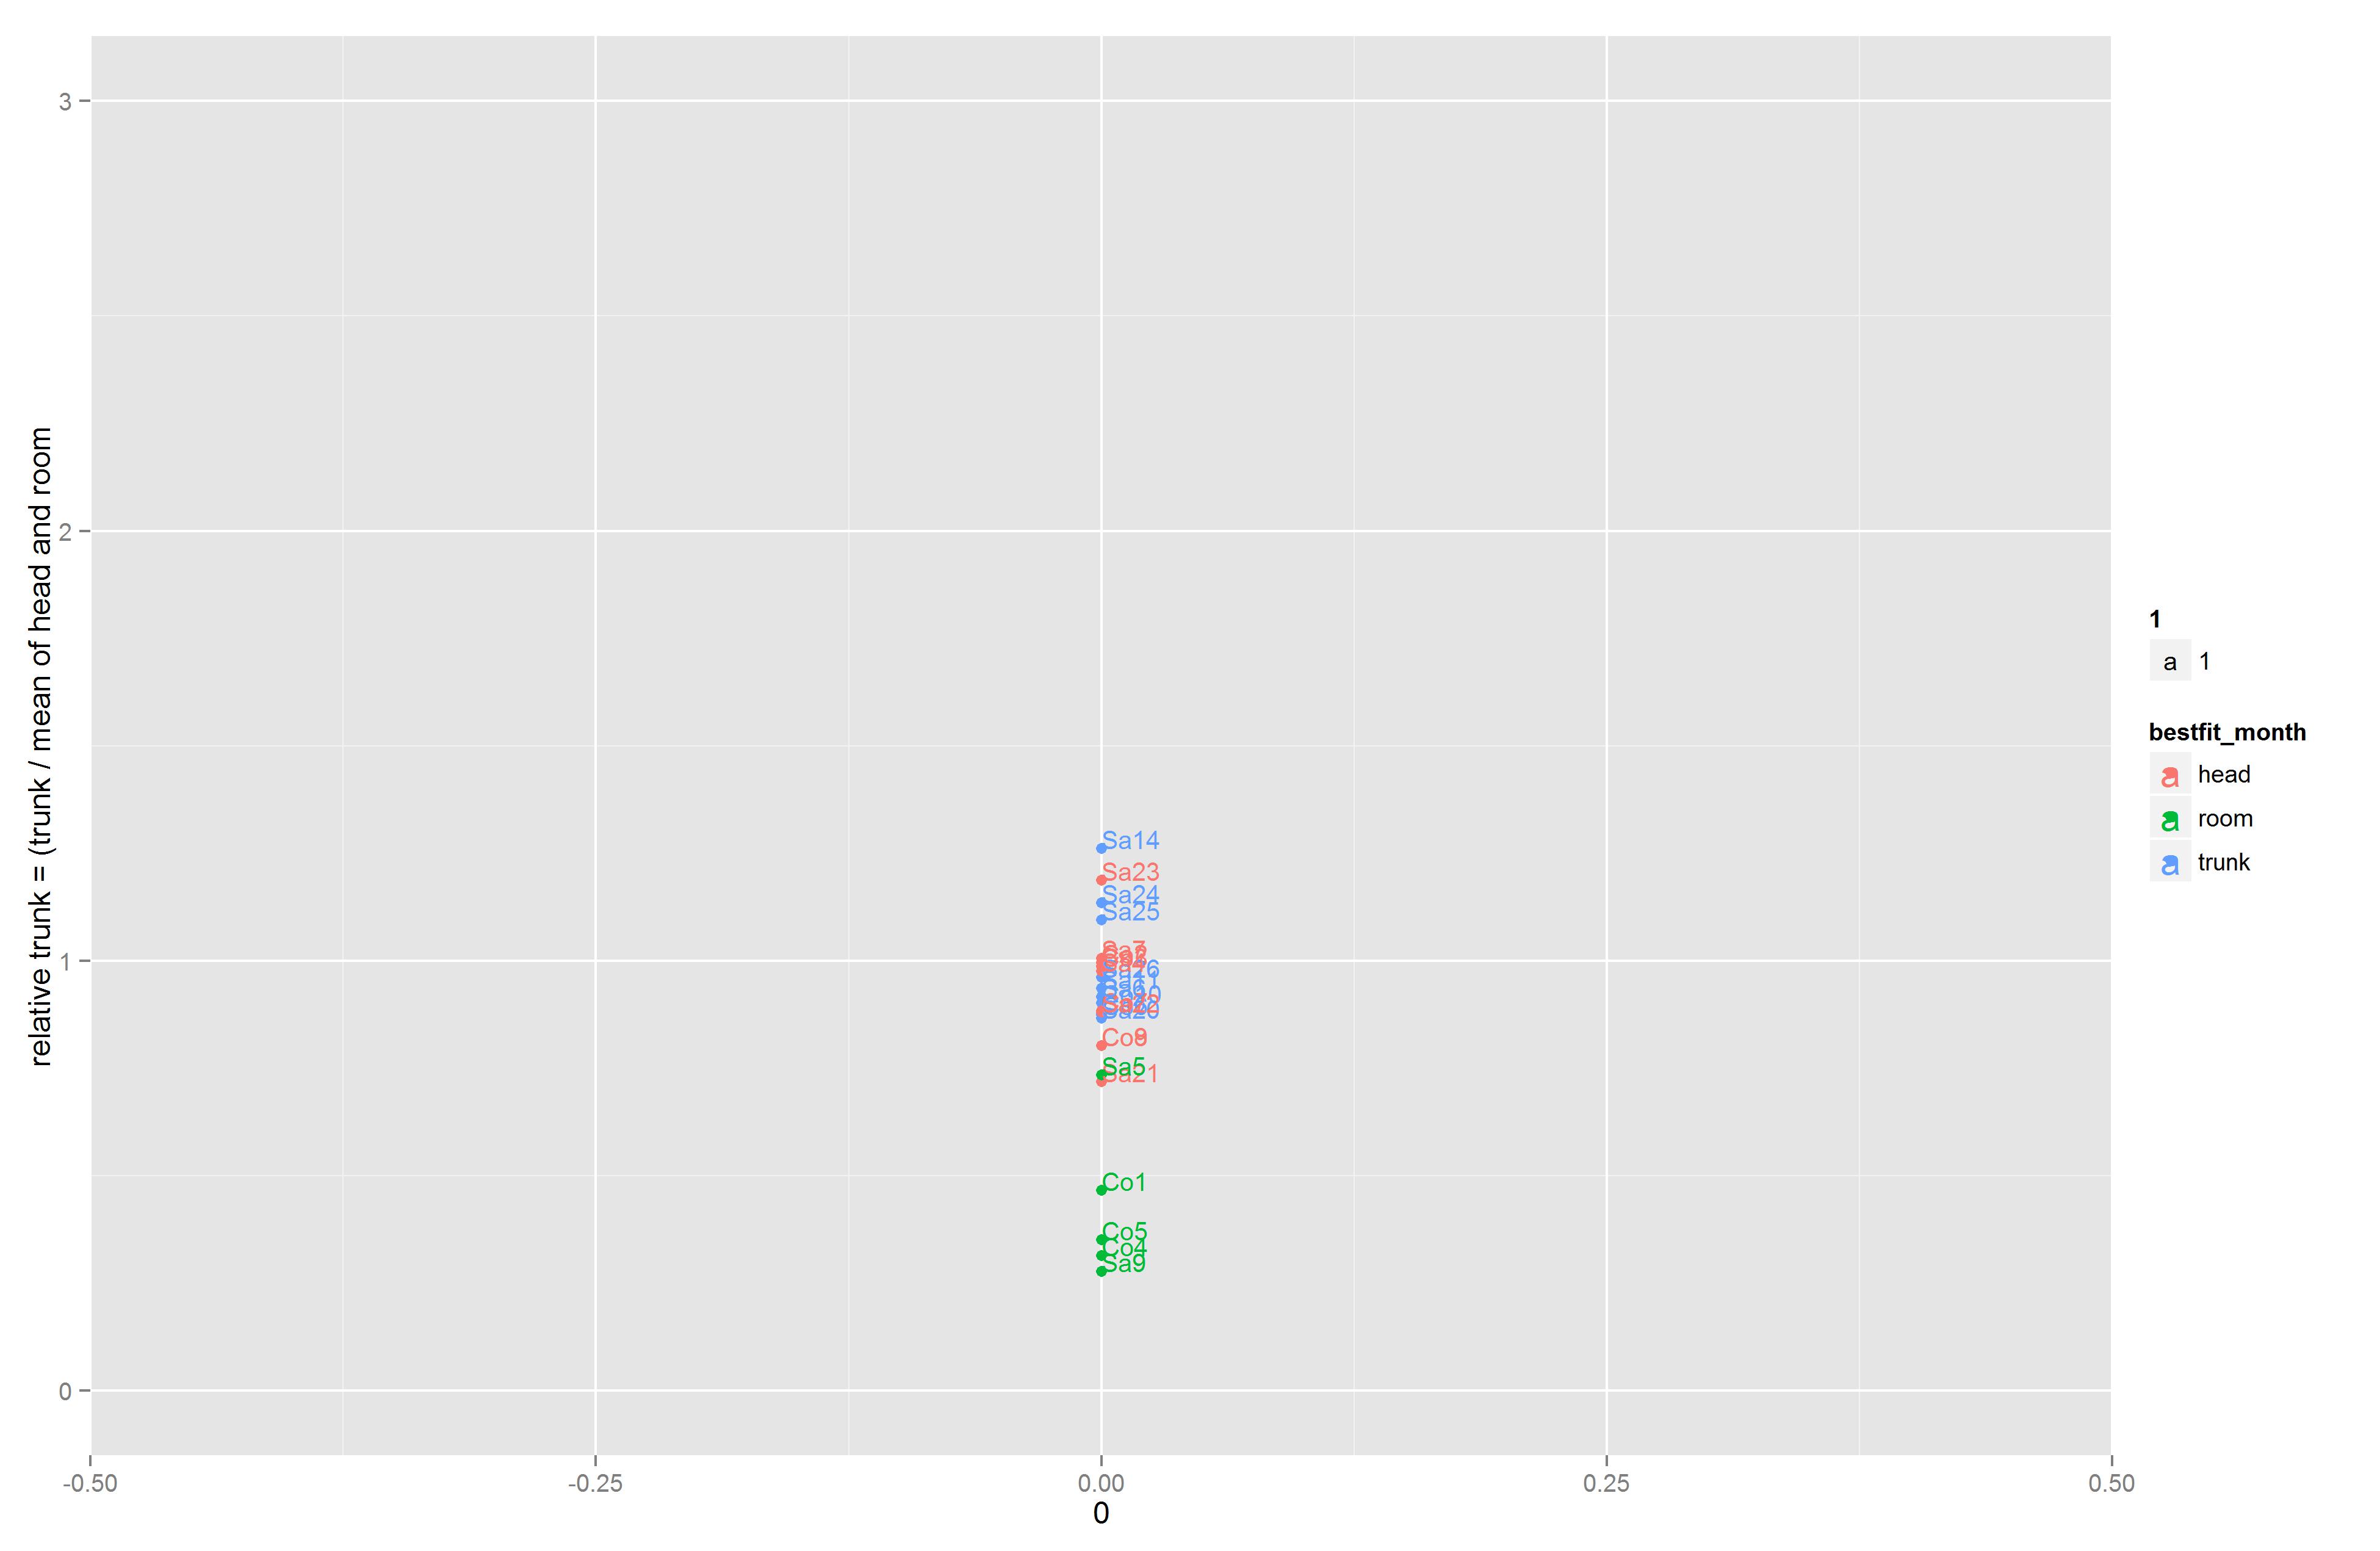 3
2
1
0
relative trunk = (trunk / mean of head and room
Sa14
Sa23
Sa24
Sa25
Sa5
Sa21
Co1
Co5
Co4
Sa9
-0.50
-0.25
0.00
0.25
0.50
0
1
a 1
bestfit_month
a head
a room
a trunk